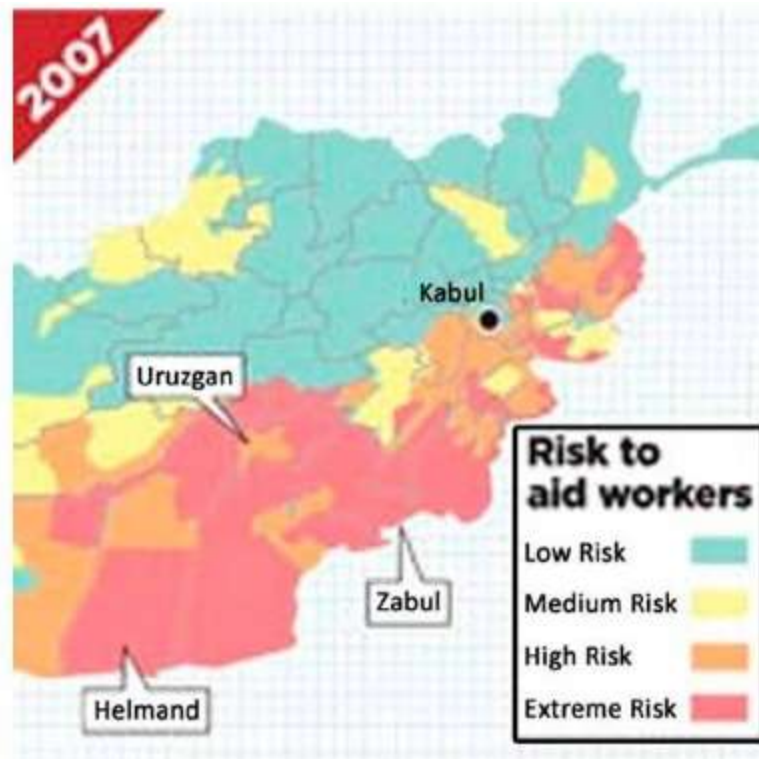 2007
Kabul
Uruzgan
Zabul
Helmand
Risk to
aid workers
Low Risk
Medium Risk
High Risk
Extreme Risk